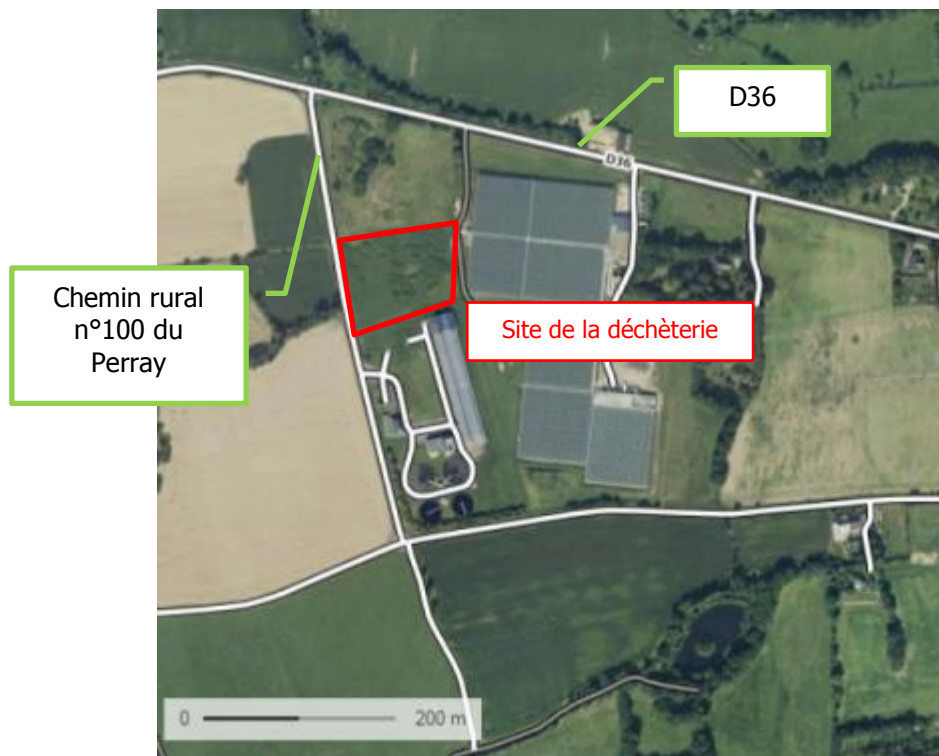 D36
D36
Chemin rural
n°100 du
Perray
Site de la déchèterie
0 200 m